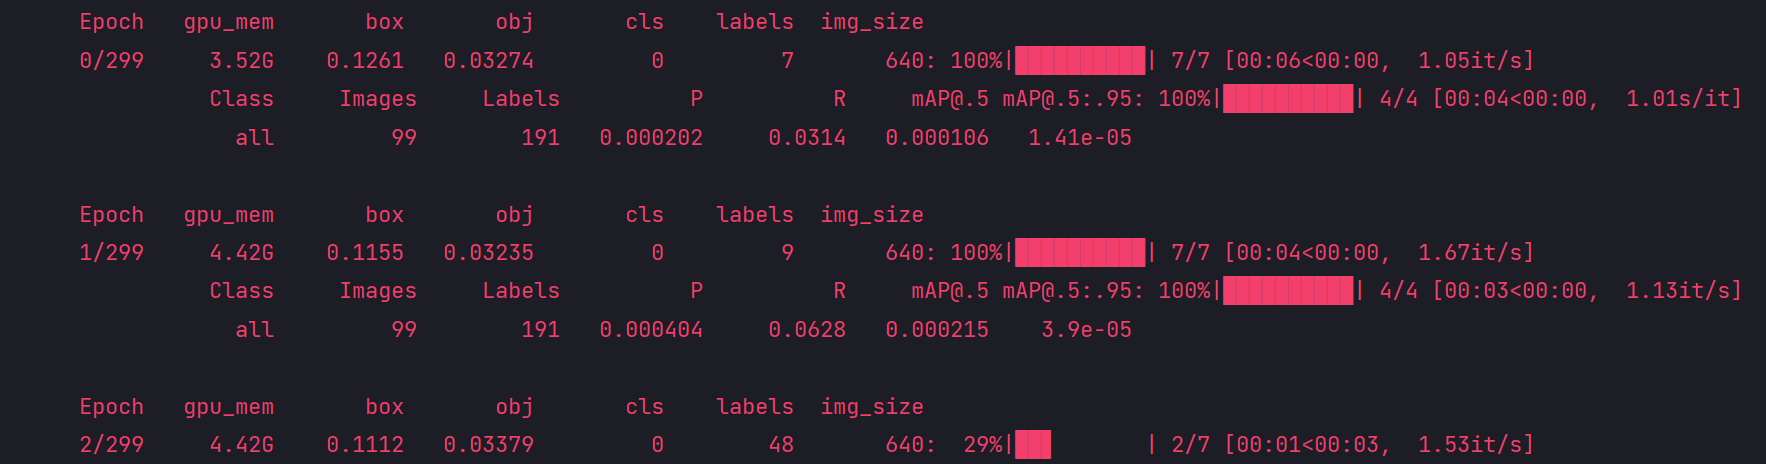 Epoch gpu_mem box obj cls labels img_size
0/299 3.52G 0.1261 0.03274 0 7 640: 100%|██████████| 7/7 [00:06<00:00, 1.05it/s]
Class Images Labels P R mAP@.5 mAP@.5:.95: 100%|██████████| 4/4 [00:04<00:00, 1.01s/it]
all 99 191 0.000202 0.0314 0.000106 1.41e-05
Epoch gpu_mem box obj cls labels img_size
1/299 4.42G 0.1155 0.03235 0 9 640: 100%|██████████| 7/7 [00:04<00:00, 1.67it/s]
Class Images Labels P R mAP@.5 mAP@.5:.95: 100%|██████████| 4/4 [00:03<00:00, 1.13it/s]
all 99 191 0.000404 0.0628 0.000215 3.9e-05
Epoch gpu_mem box obj cls labels img_size
2/299 4.42G 0.1112 0.03379 0 48 640: 29%|███ | 2/7 [00:01<00:03, 1.53it/s]